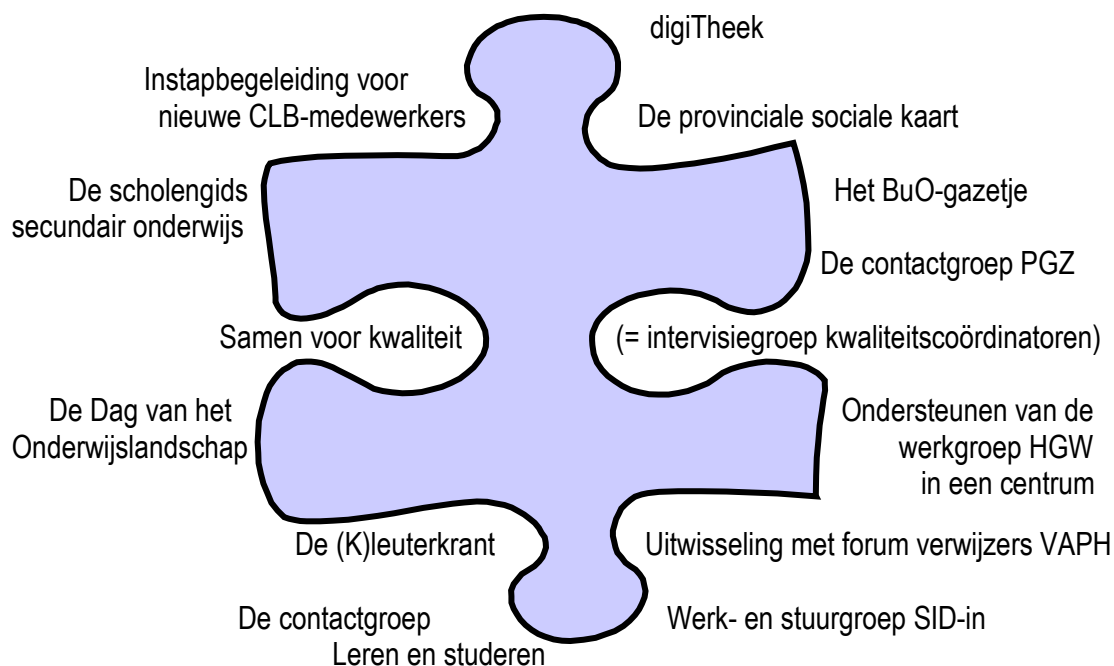 digiTheek
Instapbegeleiding voor
nieuwe CLB-medewerkers
De provinciale sociale kaart
De scholengids
secundair onderwijs
Het BuO-gazetje
De contactgroep PGZ
Samen voor kwaliteit
(= intervisiegroep kwaliteitscoördinatoren)
De Dag van het
Onderwijslandschap
Ondersteunen van de
werkgroep HGW
in een centrum
De (K)leuterkrant
Uitwisseling met forum verwijzers VAPH
De contactgroep
Leren en studeren
Werk- en stuurgroep SID-in